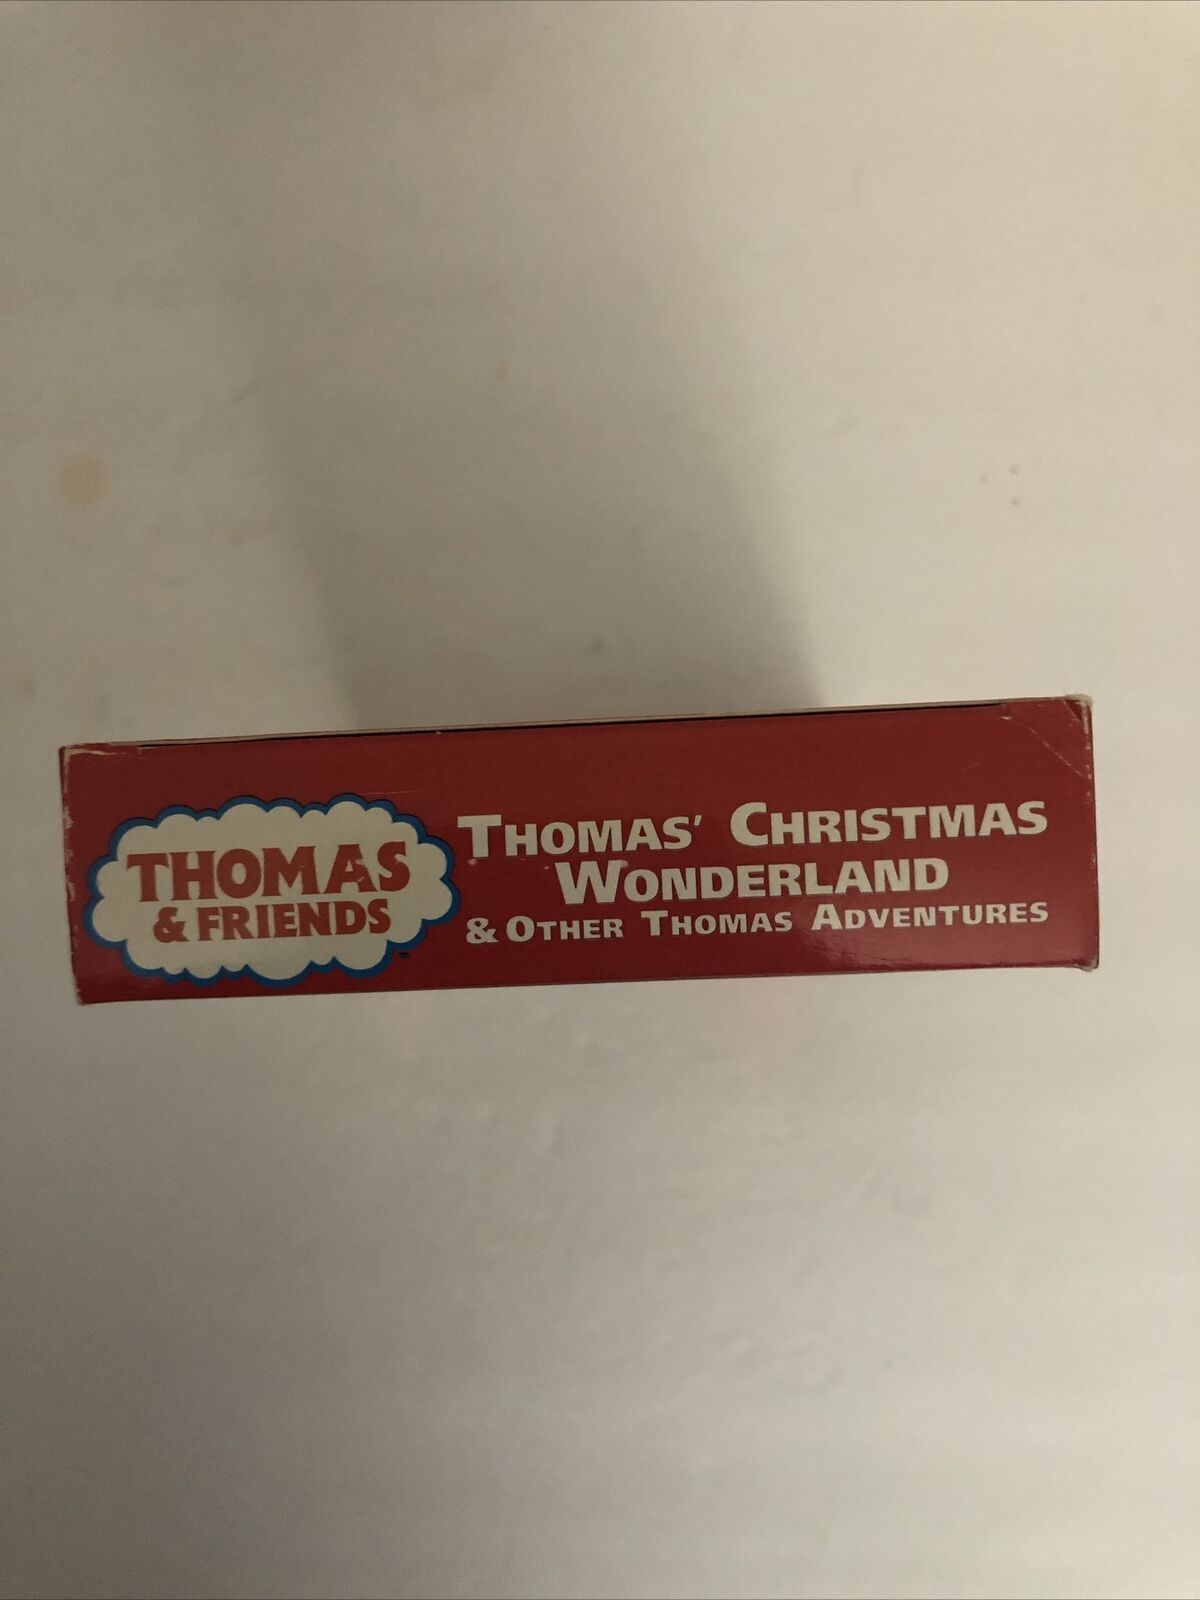 THOMAS
& FRIENDS
THOMAS' CHRISTMAS
WONDERLAND
& OTHER THOMAS ADVENTURES